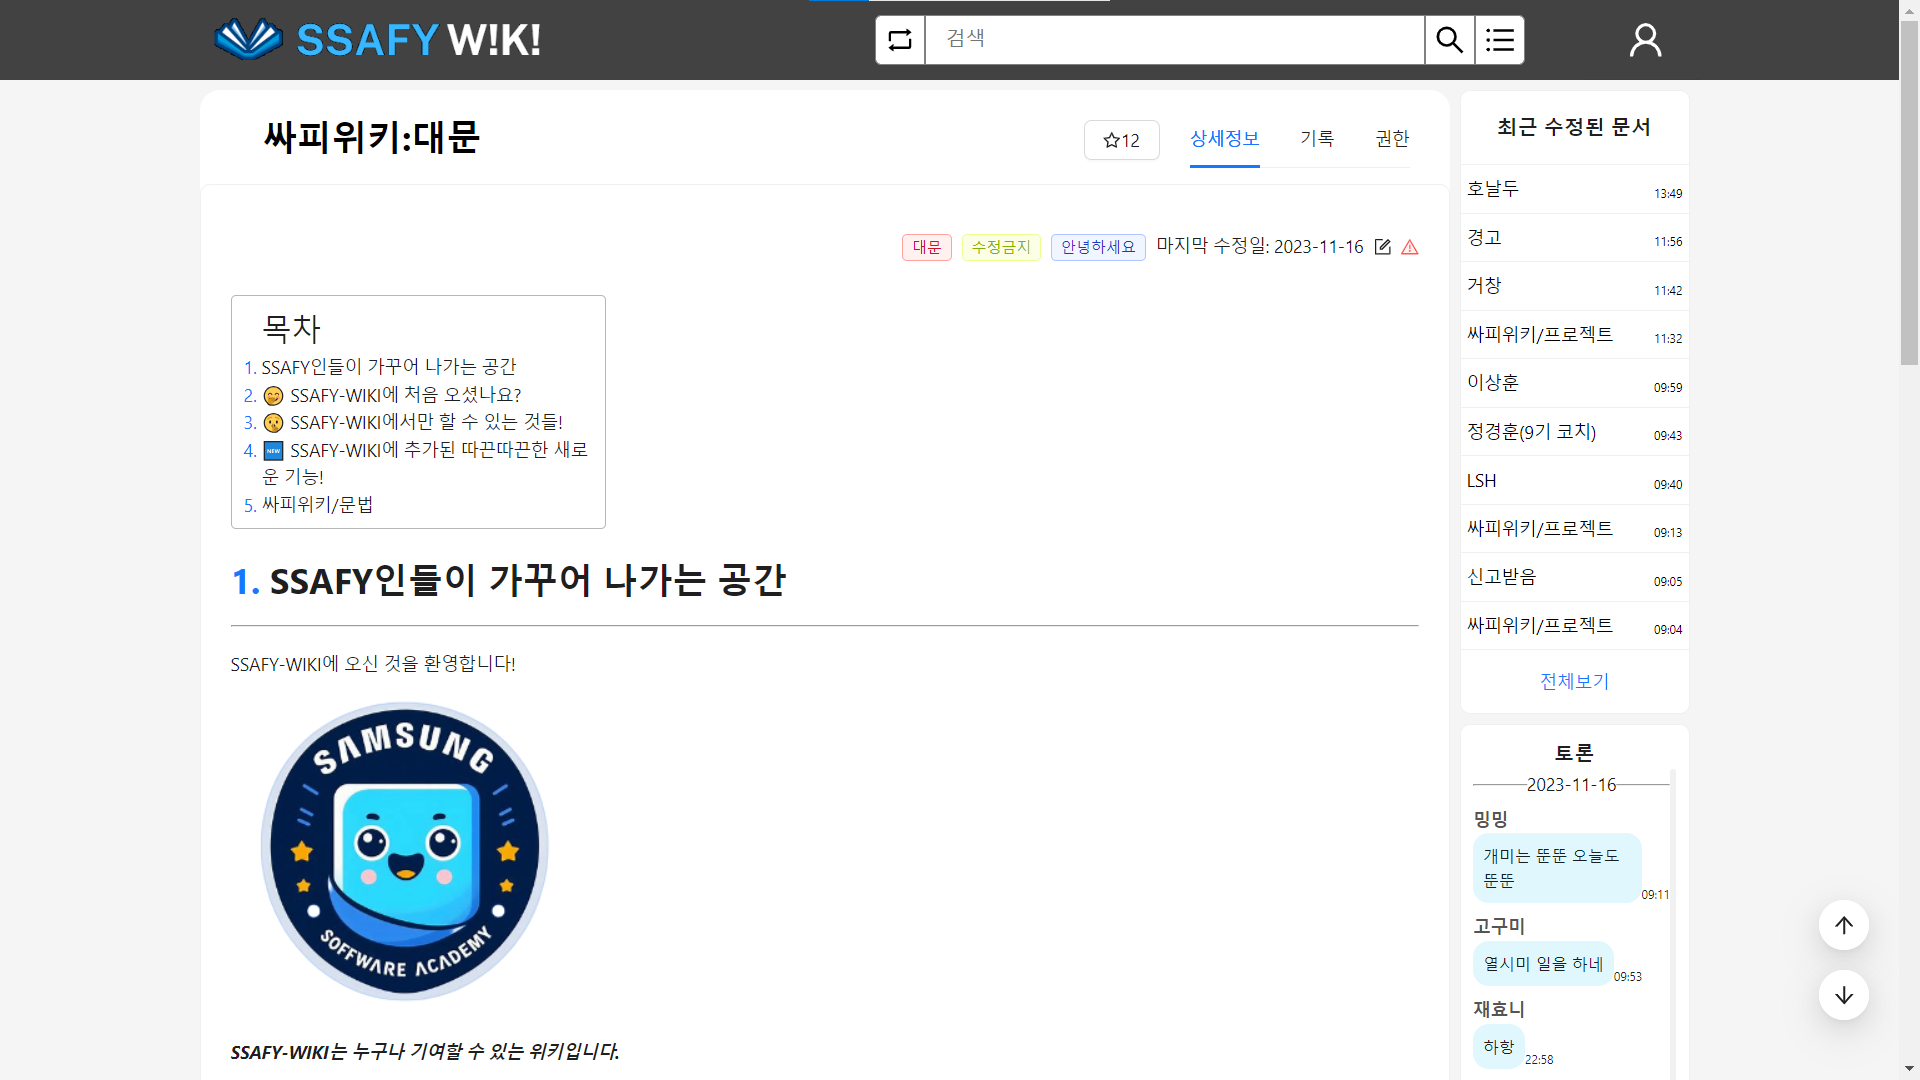 SSAFY W!K!
검색
싸피위키:대문
12
상세정보
기록
권한
대문
수정금지
안녕하세요
마지막 수정일: 2023-11-16
목차
1. SSAFY인들이 가꾸어 나가는 공간
2. 🤗 SSAFY-WIKI에 처음 오셨나요?
3. 🤫 SSAFY-WIKI에서만 할 수 있는 것들!
4. 🆕 SSAFY-WIKI에 추가된 따끈따끈한 새로
운 기능!
5. 싸피위키/문법
1. SSAFY인들이 가꾸어 나가는 공간
SSAFY-WIKI에 오신 것을 환영합니다!
SAMSUNG
SOFFWARE ACADEMY
SSAFY-WIKI는 누구나 기여할 수 있는 위키입니다.
최근 수정된 문서
호날두 13:49
경고 11:56
거창 11:42
싸피위키/프로젝트 11:32
이상훈 09:59
정경훈(9기 코치) 09:43
LSH 09:40
싸피위키/프로젝트 09:13
신고받음 09:05
싸피위키/프로젝트 09:04
전체보기
토론
2023-11-16
밍밍
개미는 뚠뚠 오늘도
뚠뚠
09:11
고구미
열시미 일을 하네
09:53
재효니
하항
22:58